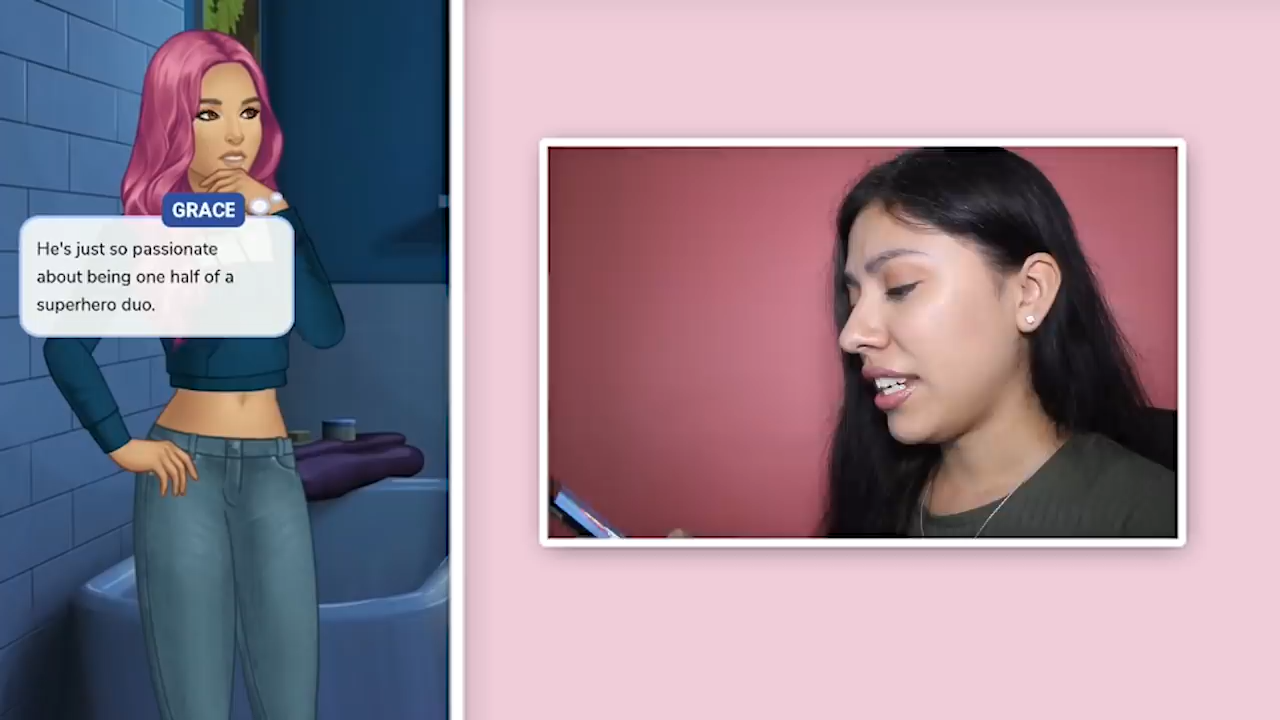 GRACE
He's just so passionate
about being one half of a
superhero duo.